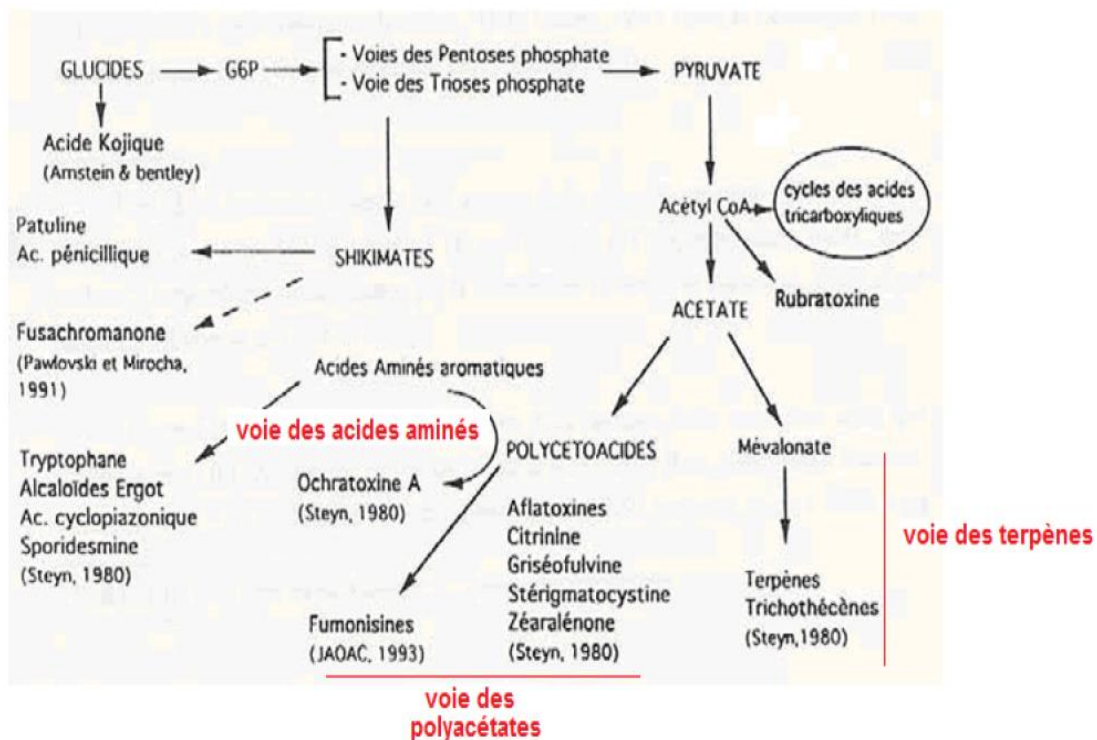 GLUCIDES
G6P
- Voies des Pentoses phosphate
- Voie des Trioses phosphate
PYRUVATE
Acide Kojique
(Arnstein & bentley)
cycles des acides
tricarboxyliques
Acétyl CoA
Patuline
Ac. pénicillique
SHIKIMATES
Rubratoxine
ACETATE
Fusachromanone
(Pawlovski et Mirocha,
1991)
Acides Aminés aromatiques
voie des acides aminés
POLYCETOACIDES
Mévalonate
Tryptophane
Alcaloïdes Ergot
Ac. cyclopiazonique
Sporidesmine
(Steyn, 1980)
Ochratoxine A
(Steyn, 1980)
Aflatoxines
Citrinine
Griséofulvine
Stérigmatocystine
Zéaralénone
(Steyn, 1980)
voie des terpènes
Terpènes
Trichothécènes
(Steyn,1980)
Fumonisines
(JAOAC, 1993)
voie des
polyacétates